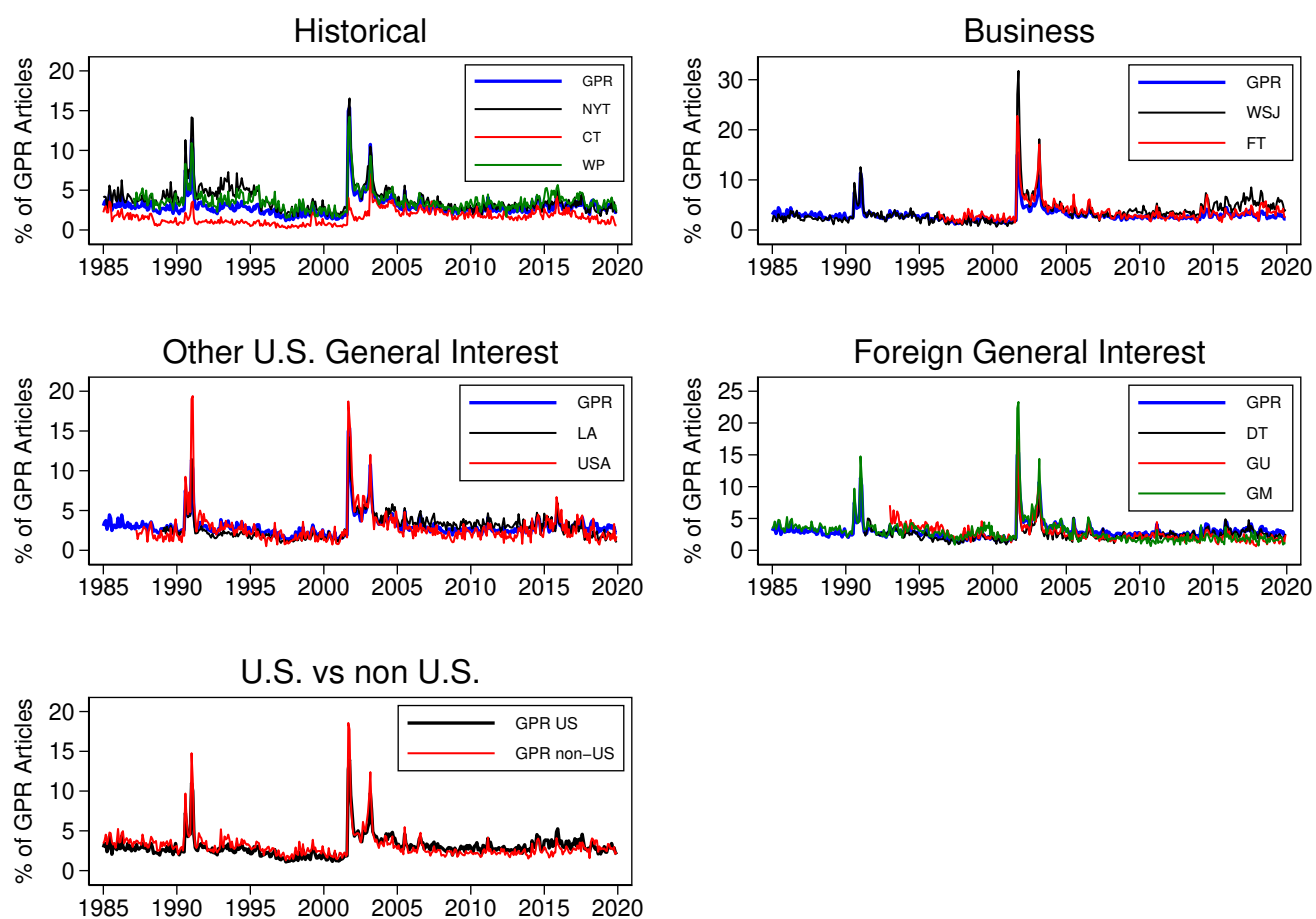 Historical
% of GPR Articles
20
15
10
5
0
GPR
NYT
CT
WP
1985 1990 1995 2000 2005 2010 2015 2020
Business
% of GPR Articles
30
20
10
0
GPR
WSJ
FT
1985 1990 1995 2000 2005 2010 2015 2020
Other U.S. General Interest
% of GPR Articles
20
15
10
5
0
GPR
LA
USA
1985 1990 1995 2000 2005 2010 2015 2020
Foreign General Interest
% of GPR Articles
25
20
15
10
5
0
GPR
DT
GU
GM
1985 1990 1995 2000 2005 2010 2015 2020
U.S. vs non U.S.
% of GPR Articles
20
15
10
5
0
GPR US
GPR non−US
1985 1990 1995 2000 2005 2010 2015 2020